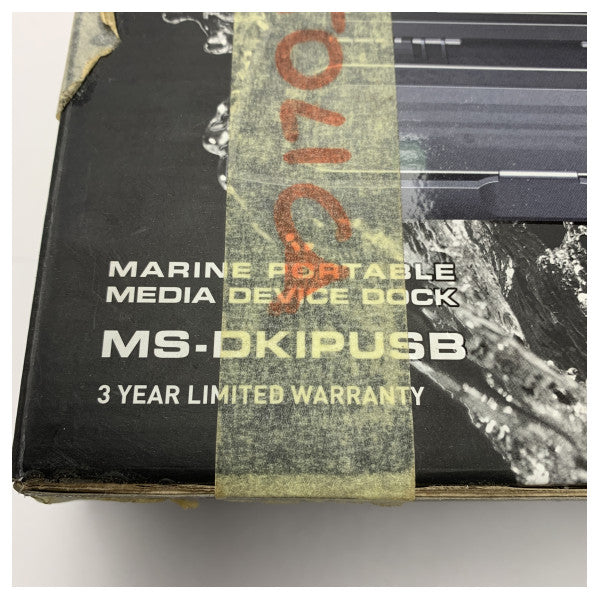 MARINE PORTABLE
MEDIA DEVICE DOCK
MS-DKIPUSB
3 YEAR LIMITED WARRANTY